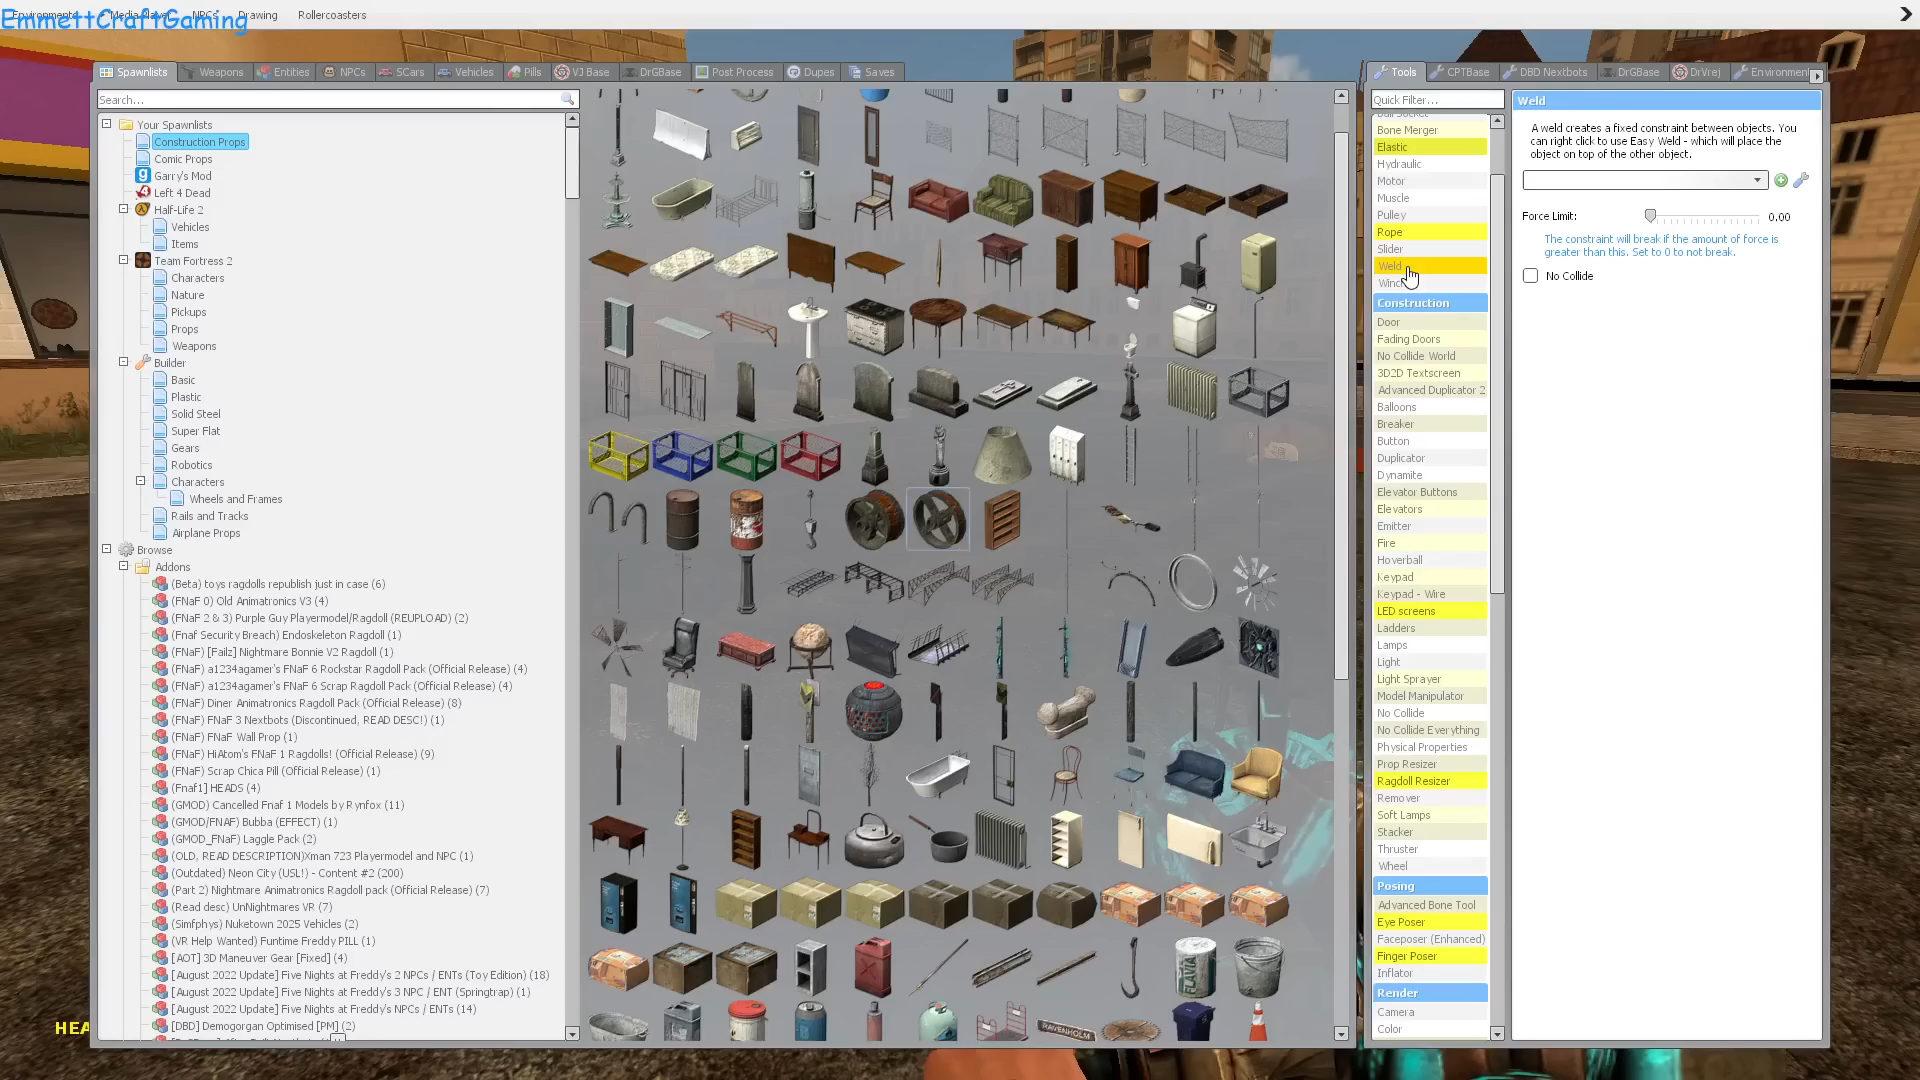 EmmettCraftGaming
Drawing
Rollercoasters
Spawnlists
Weapons
Entities
NPCs
SCars
Vehicles
Pills
VJ Base
DrGBase
Post Process
Dupes
Saves
Search...
Your Spawnlists
Construction Props
Comic Props
Garry's Mod
Left 4 Dead
Half-Life 2
Vehicles
Items
Team Fortress 2
Characters
Nature
Pickups
Props
Weapons
Builder
Basic
Plastic
Solid Steel
Super Flat
Gears
Robotics
Characters
Wheels and Frames
Rails and Tracks
Airplane Props
Browse
Addons
(Beta) toys ragdolls republish just in case (6)
(FNaF 0) Old Animatronics V3 (4)
(FNAF 2 & 3) Purple Guy Playermodel/Ragdoll (REUPLOAD) (2)
(Fnaf Security Breach) Endoskeleton Ragdoll (1)
(FNAF) [Failz] Nightmare Bonnie V2 Ragdoll (1)
(FNAF) a1234agamer's FNAF 6 Rockstar Ragdoll Pack (Official Release) (4)
(FNAF) a1234agamer's FNAF 6 Scrap Ragdoll Pack (Official Release) (4)
(FNAF) Diner Animatronics Ragdoll Pack (Official Release) (8)
(FNaF) FNAF 3 Nextbots (Discontinued, READ DESC!) (1)
(FNaF) FNAF Wall Prop (1)
(FNaF) HiAtom's FNAF 1 Ragdolls! (Official Release) (9)
(FNaF) Scrap Chica Pill (Official Release) (1)
(Fnaf1] HEADS (4)
(GMOD) Cancelled Fnaf 1 Models by Rynfox (11)
(GMOD/FNAF) Bubba (EFFECT) (1)
(GMOD_FNaF) Laggle Pack (2)
(OLD, READ DESCRIPTION)Xman 723 Playermodel and NPC (1)
(Outdated) Neon City (USL!) - Content #2 (200)
(Part 2) Nightmare Animatronics Ragdoll pack (Official Release) (7)
(Read desc) UnNightmares VR (7)
(Simfphys) Nuketown 2025 Vehicles (2)
(VR Help Wanted) Funtime Freddy PILL (1)
[AOT] 3D Maneuver Gear [Fixed] (4)
[August 2022 Update] Five Nights at Freddy's 2 NPCs / ENTs (Toy Edition) (18)
[August 2022 Update] Five Nights at Freddy's 3 NPC / ENT (Springtrap) (1)
[August 2022 Update] Five Nights at Freddy's NPCs / ENTs (14)
[DBD] Demogorgan Optimised [PM] (2)
HEA
RAVENHOLM
Tools
CPTBase
DBD Nextbots
DrGBase
DrVrej
Environment
Quick Filter...
Ball Socket
Bone Merger
Elastic
Hydraulic
Motor
Muscle
Pulley
Rope
Slider
Weld
Winch
Construction
Door
Fading Doors
No Collide World
3D2D Textscreen
Advanced Duplicator 2
Balloons
Breaker
Button
Duplicator
Dynamite
Elevator Buttons
Elevators
Emitter
Fire
Hoverball
Keypad
Keypad - Wire
LED screens
Ladders
Lamps
Light
Light Sprayer
Model Manipulator
No Collide
No Collide Everything
Physical Properties
Prop Resizer
Ragdoll Resizer
Remover
Soft Lamps
Stacker
Thruster
Wheel
Posing
Advanced Bone Tool
Eye Poser
Faceposer (Enhanced)
Finger Poser
Inflator
Render
Camera
Color
Weld
A weld creates a fixed constraint between objects. You
can right click to use Easy Weld - which will place the
object on top of the other object.
Force Limit:
0.00
The constraint will break if the amount of force is
greater than this. Set to 0 to not break.
No Collide